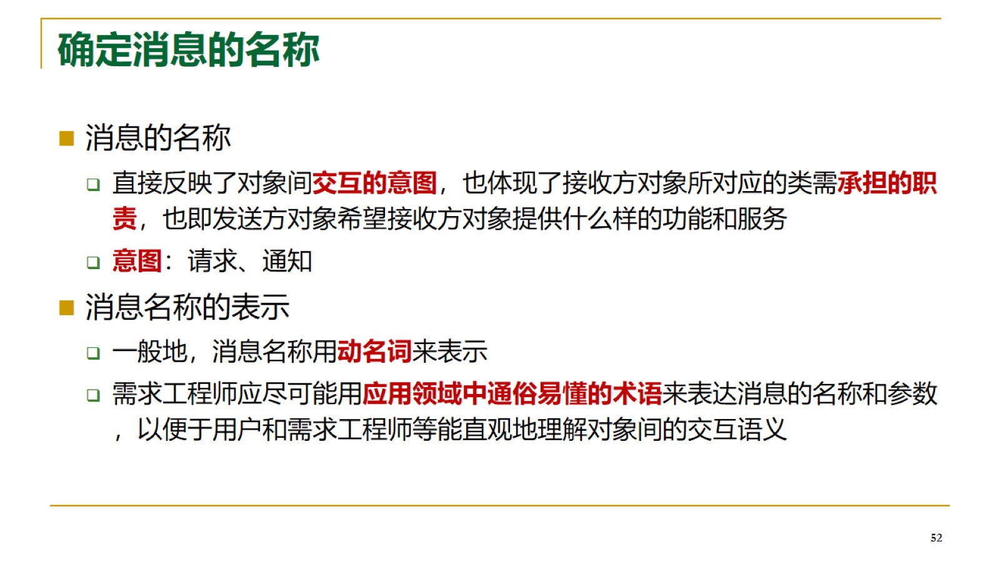 确定消息的名称
消息的名称
直接反映了对象间交互的意图，也体现了接收方对象所对应的类需承担的职
责，也即发送方对象希望接收方对象提供什么样的功能和服务
意图：请求、通知
消息名称的表示
一般地，消息名称用动名词来表示
需求工程师应尽可能用应用领域中通俗易懂的术语来表达消息的名称和参数
，以便于用户和需求工程师等能直观地理解对象间的交互语义
52